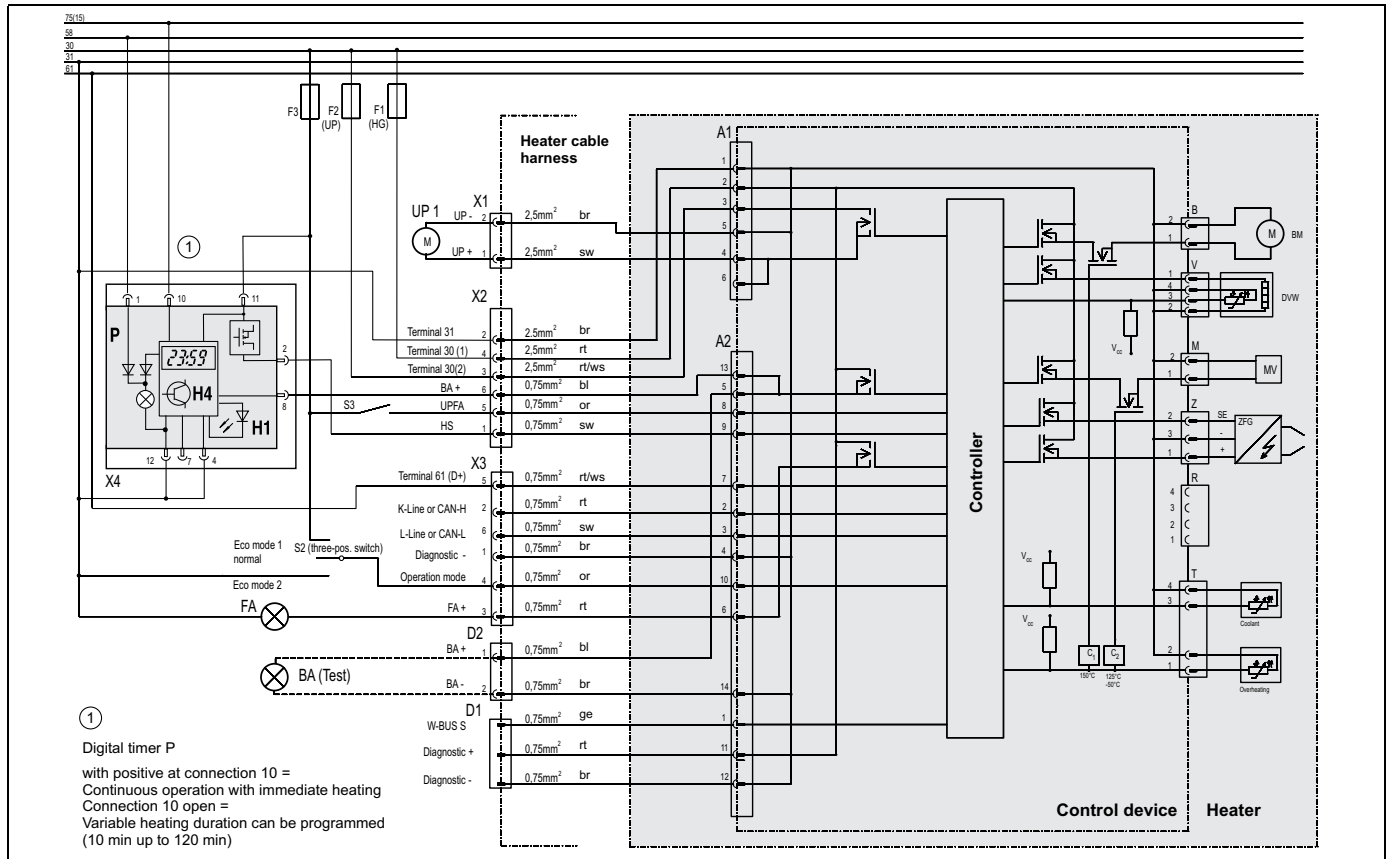 75(15)
58
30
31
61
F3
F2
(UP)
F1
(HG)
Heater cable
harness
A1
1
2
3
5
4
6
UP 1
M
UP - 2
UP + 1
X1
2,5mm² br
2,5mm² sw
1
1 10 11
P
23:59
H4
H1
2
8
12 7 4
X4
X2
Terminal 31 2 2.5mm² br
Terminal 30 (1) 4 2,5mm² rt
Terminal 30(2) 3 2,5mm² rt/ws
BA + 6 0,75mm² bl
S3 UPFA 5 0,75mm² or
HS 1 0,75mm² sw
A2
13
5
8
9
X3
Terminal 61 (D+) 5 0,75mm² rt/ws 7
K-Line or CAN-H 2 0,75mm² rt 2
L-Line or CAN-L 6 0,75mm² sw 3
Diagnostic - 1 0,75mm² br 4
Eco mode 1
normal
S2 (three-pos. switch)
Eco mode 2
Operation mode 4 0,75mm² or 10
FA
FA + 3 0,75mm² rt 6
D2
BA + 1 0,75mm² bl
BA (Test)
BA - 2 0,75mm² br 14
D1
W-BUS S 0,75mm² ge 1
Diagnostic + 0,75mm² rt 11
Diagnostic - 0,75mm² br 12
Controller
B
2
1
M BM
V
1
4
3
2
DVW
Vcc
M
2
1
MV
Z
2 SE
3 -
1 +
ZFG
R
4
3
2
1
T
4
3
Coolant
2
1
Overheating
Vcc
Vcc
C1
150°C
C2
125°C
-50°C
Control device
Heater
1
Digital timer P
with positive at connection 10 =
Continuous operation with immediate heating
Connection 10 open =
Variable heating duration can be programmed
(10 min up to 120 min)